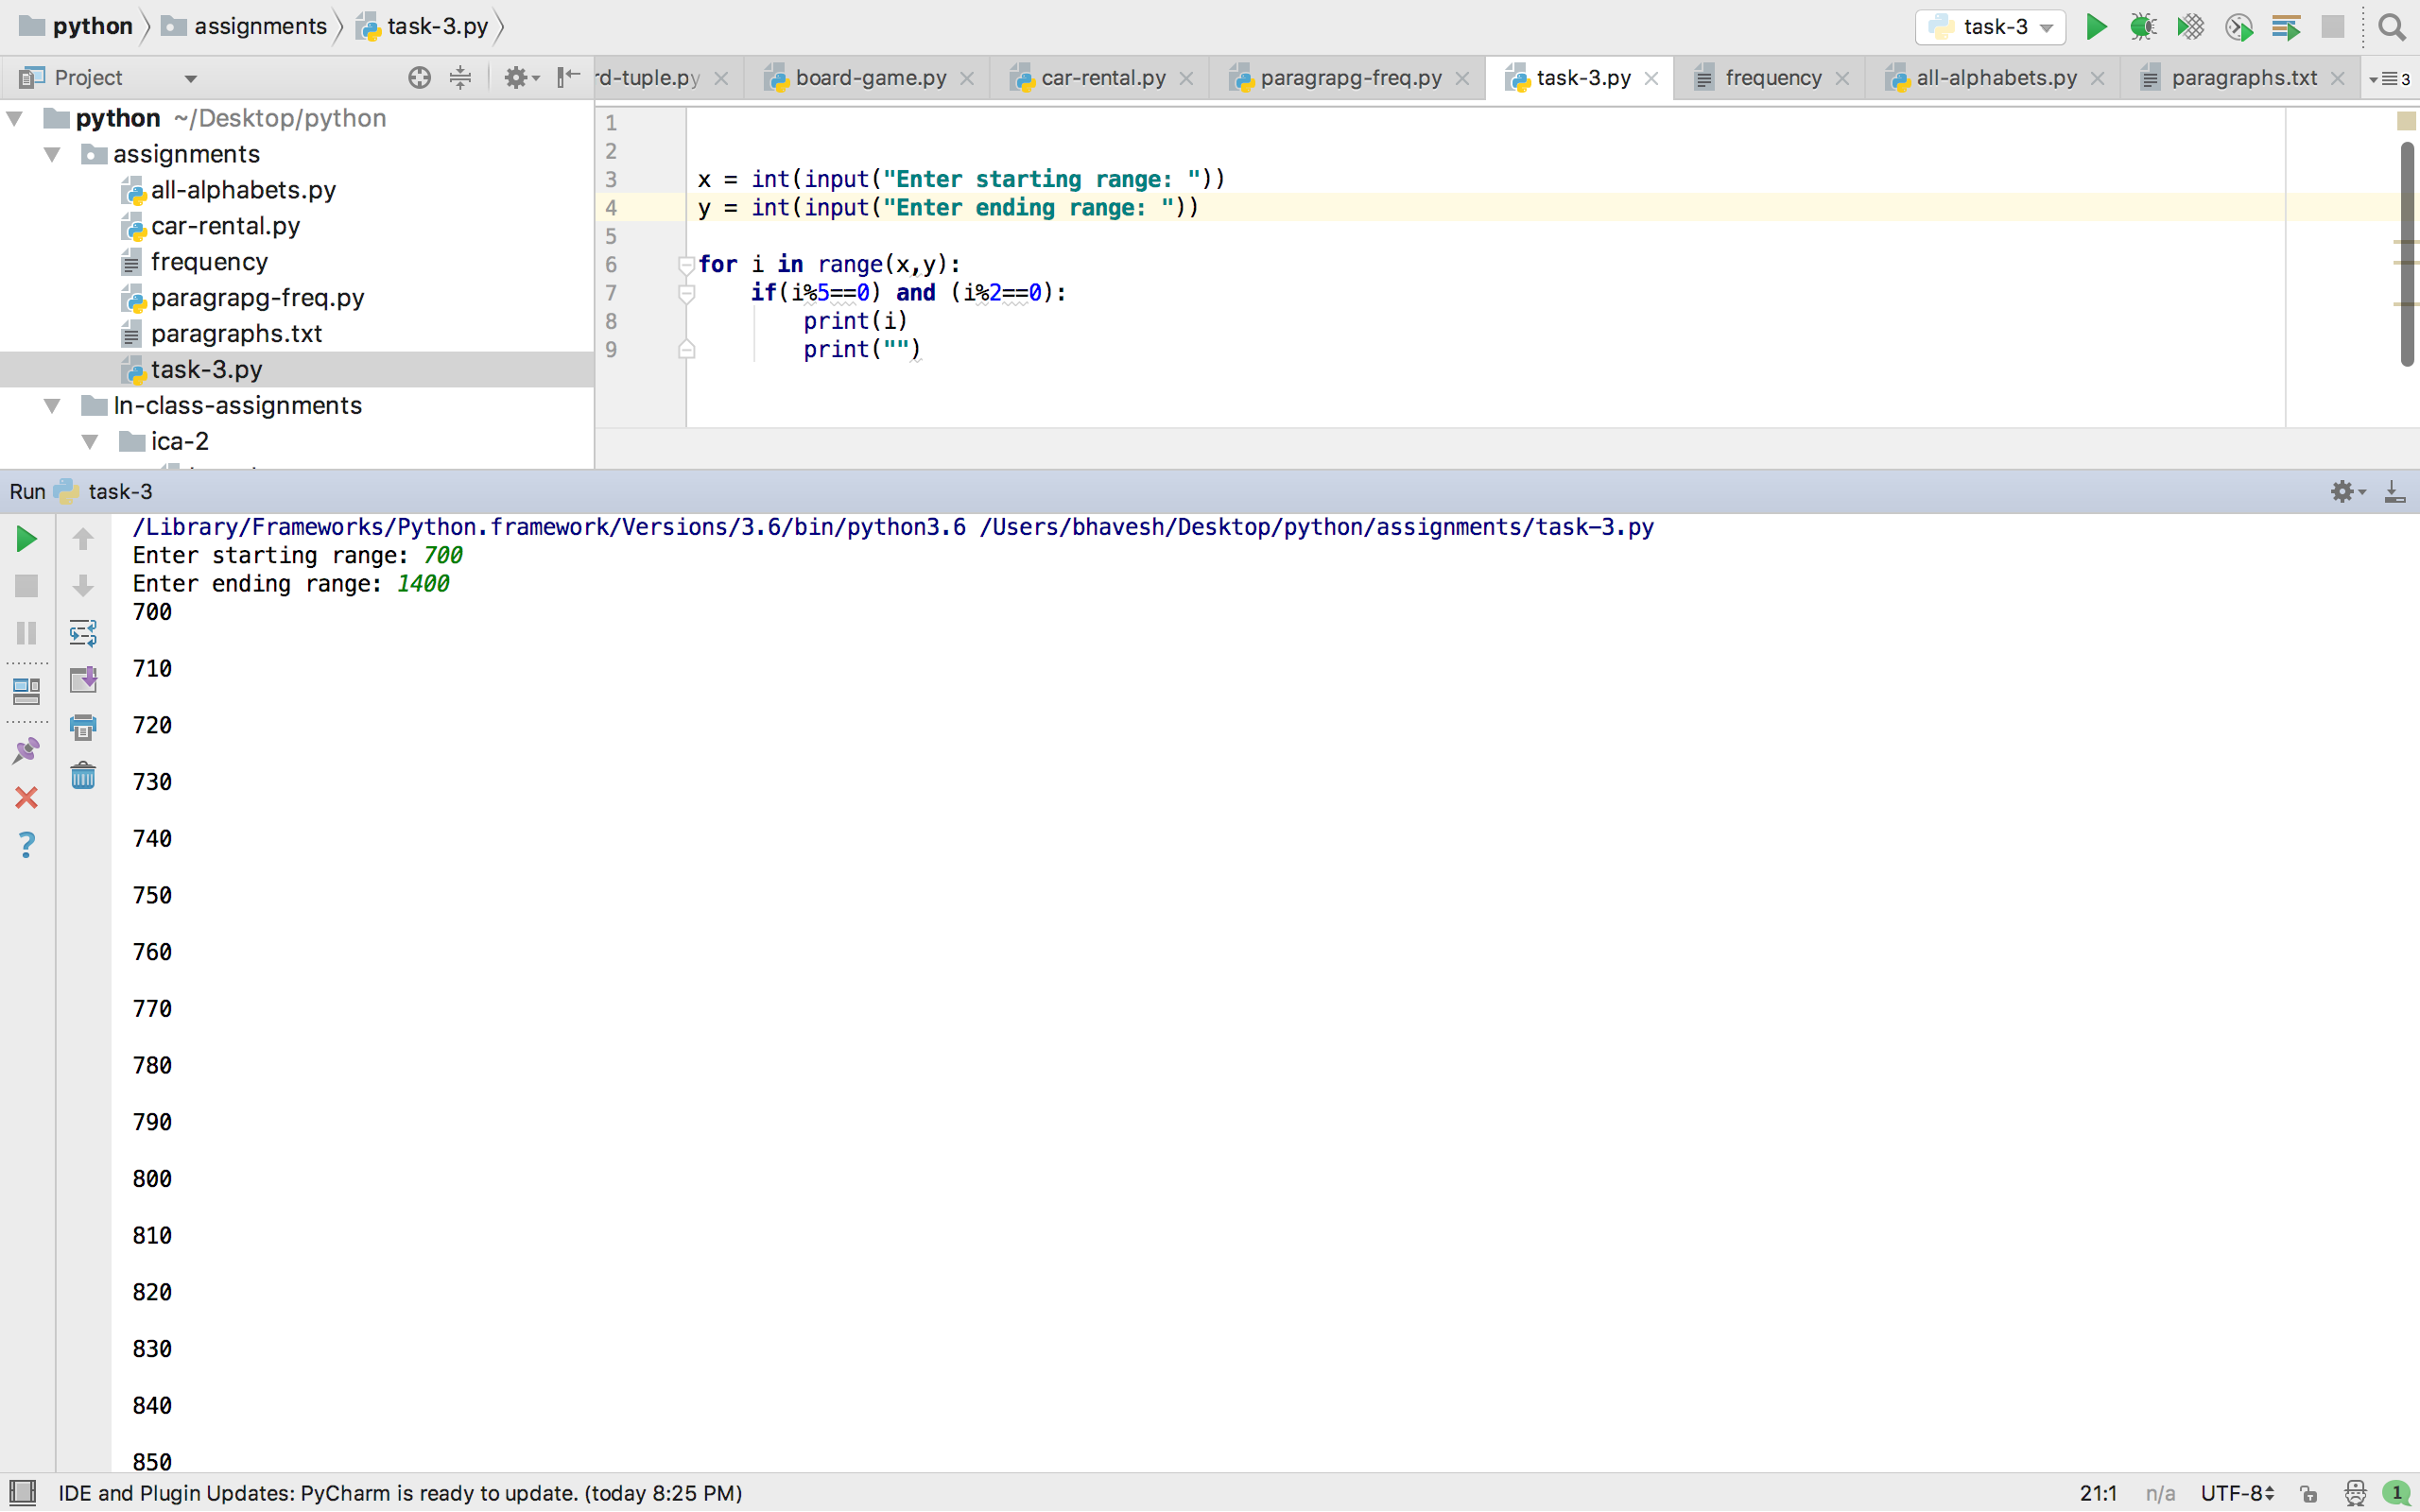 python assignments task-3.py task-3
Project rd-tuple.py board-game.py car-rental.py paragrapg-freq.py task-3.py frequency all-alphabets.py paragraphs.txt 3
python ~/Desktop/python
assignments
all-alphabets.py
car-rental.py
frequency
paragrapg-freq.py
paragraphs.txt
task-3.py
In-class-assignments
ica-2
1
2
3 x = int(input("Enter starting range: "))
4 y = int(input("Enter ending range: "))
5
6 for i in range(x,y):
7 if(i%5==0) and (i%2==0):
8 print(i)
9 print("")
Run task-3
/Library/Frameworks/Python.framework/Versions/3.6/bin/python3.6 /Users/bhavesh/Desktop/python/assignments/task-3.py
Enter starting range: 700
Enter ending range: 1400
700
710
720
730
740
750
760
770
780
790
800
810
820
830
840
850
IDE and Plugin Updates: PyCharm is ready to update. (today 8:25 PM) 21:1 n/a UTF-8 1